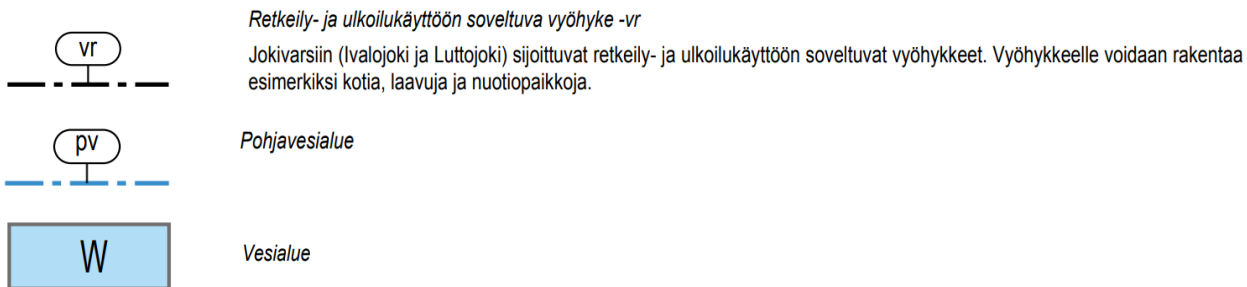 Retkeily- ja ulkoilukäyttöön soveltuva vyöhyke -vr
vr
Jokivarsiin (Ivalojoki ja Luttojoki) sijoittuvat retkeily- ja ulkoilukäyttöön soveltuvat vyöhykkeet. Vyöhykkeelle voidaan rakentaa
esimerkiksi kotia, laavuja ja nuotiopaikkoja.
pv
Pohjavesialue
W
Vesialue